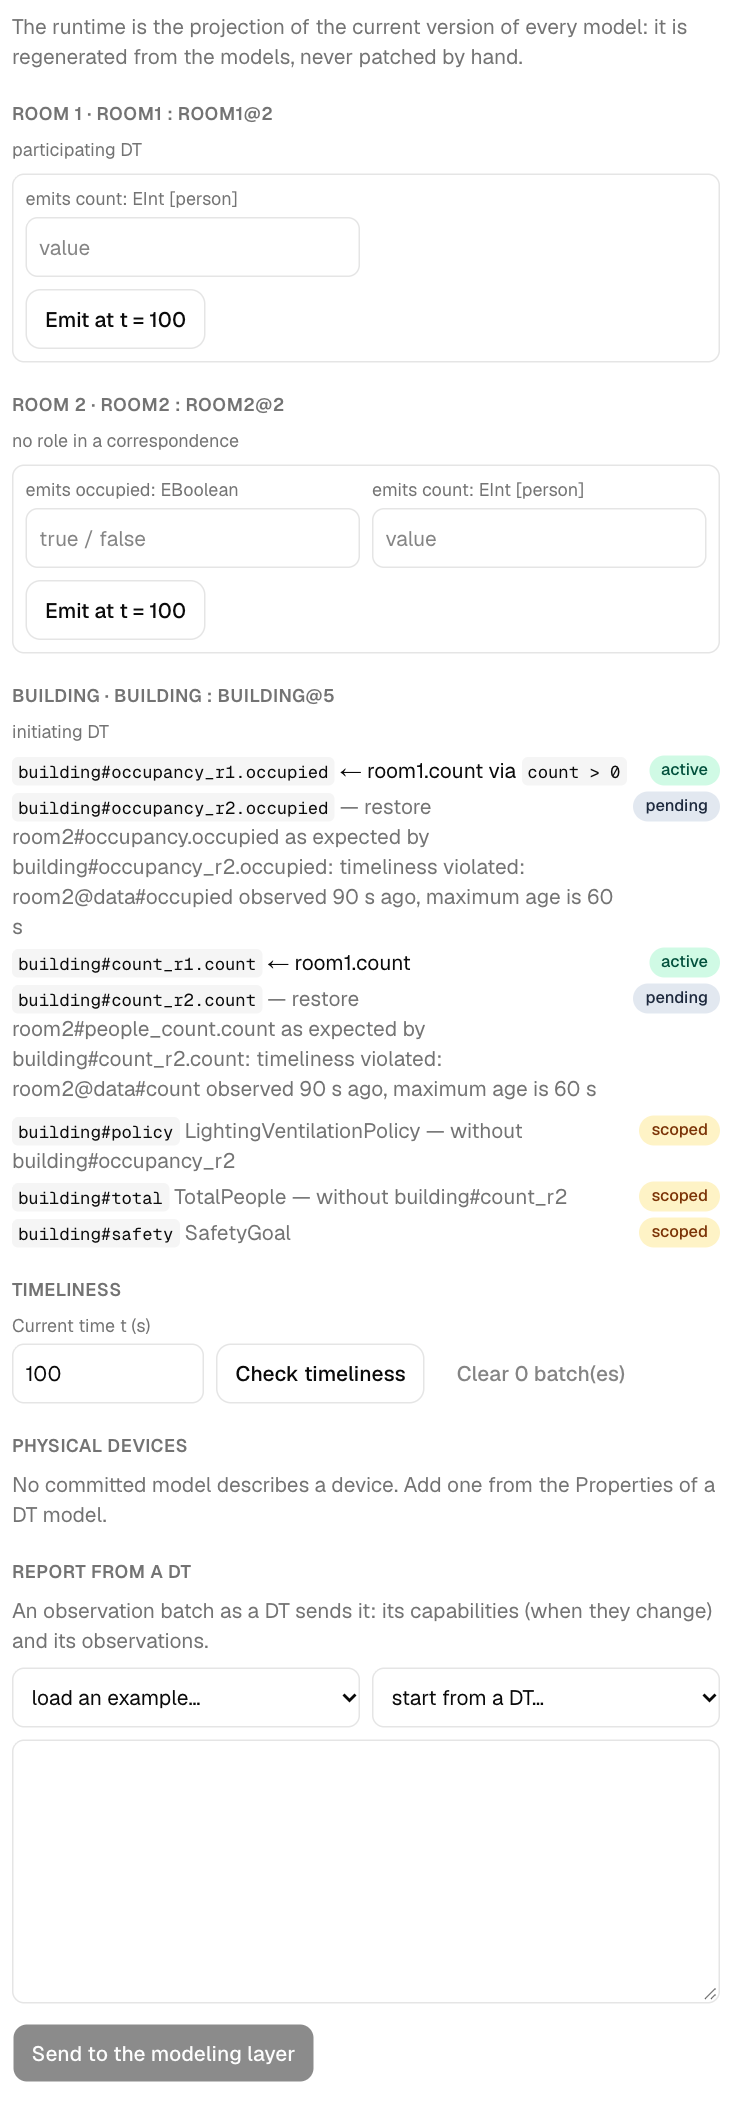 The runtime is the projection of the current version of every model: it is
regenerated from the models, never patched by hand.
ROOM 1 · ROOM1 : ROOM1@2
participating DT
emits count: EInt [person]
value
Emit at t = 100
ROOM 2 · ROOM2 : ROOM2@2
no role in a correspondence
emits occupied: EBoolean emits count: EInt [person]
true / false value
Emit at t = 100
BUILDING · BUILDING : BUILDING@5
initiating DT
building#occupancy_r1.occupied ← room1.count via count > 0 active
building#occupancy_r2.occupied — restore pending
room2#occupancy.occupied as expected by
building#occupancy_r2.occupied: timeliness violated:
room2@data#occupied observed 90 s ago, maximum age is 60
s
building#count_r1.count ← room1.count active
building#count_r2.count — restore pending
room2#people_count.count as expected by
building#count_r2.count: timeliness violated:
room2@data#count observed 90 s ago, maximum age is 60 s
building#policy LightingVentilationPolicy — without scoped
building#occupancy_r2
building#total TotalPeople — without building#count_r2 scoped
building#safety SafetyGoal scoped
TIMELINESS
Current time t (s)
100 Check timeliness Clear 0 batch(es)
PHYSICAL DEVICES
No committed model describes a device. Add one from the Properties of a
DT model.
REPORT FROM A DT
An observation batch as a DT sends it: its capabilities (when they change)
and its observations.
load an example... start from a DT...
Send to the modeling layer